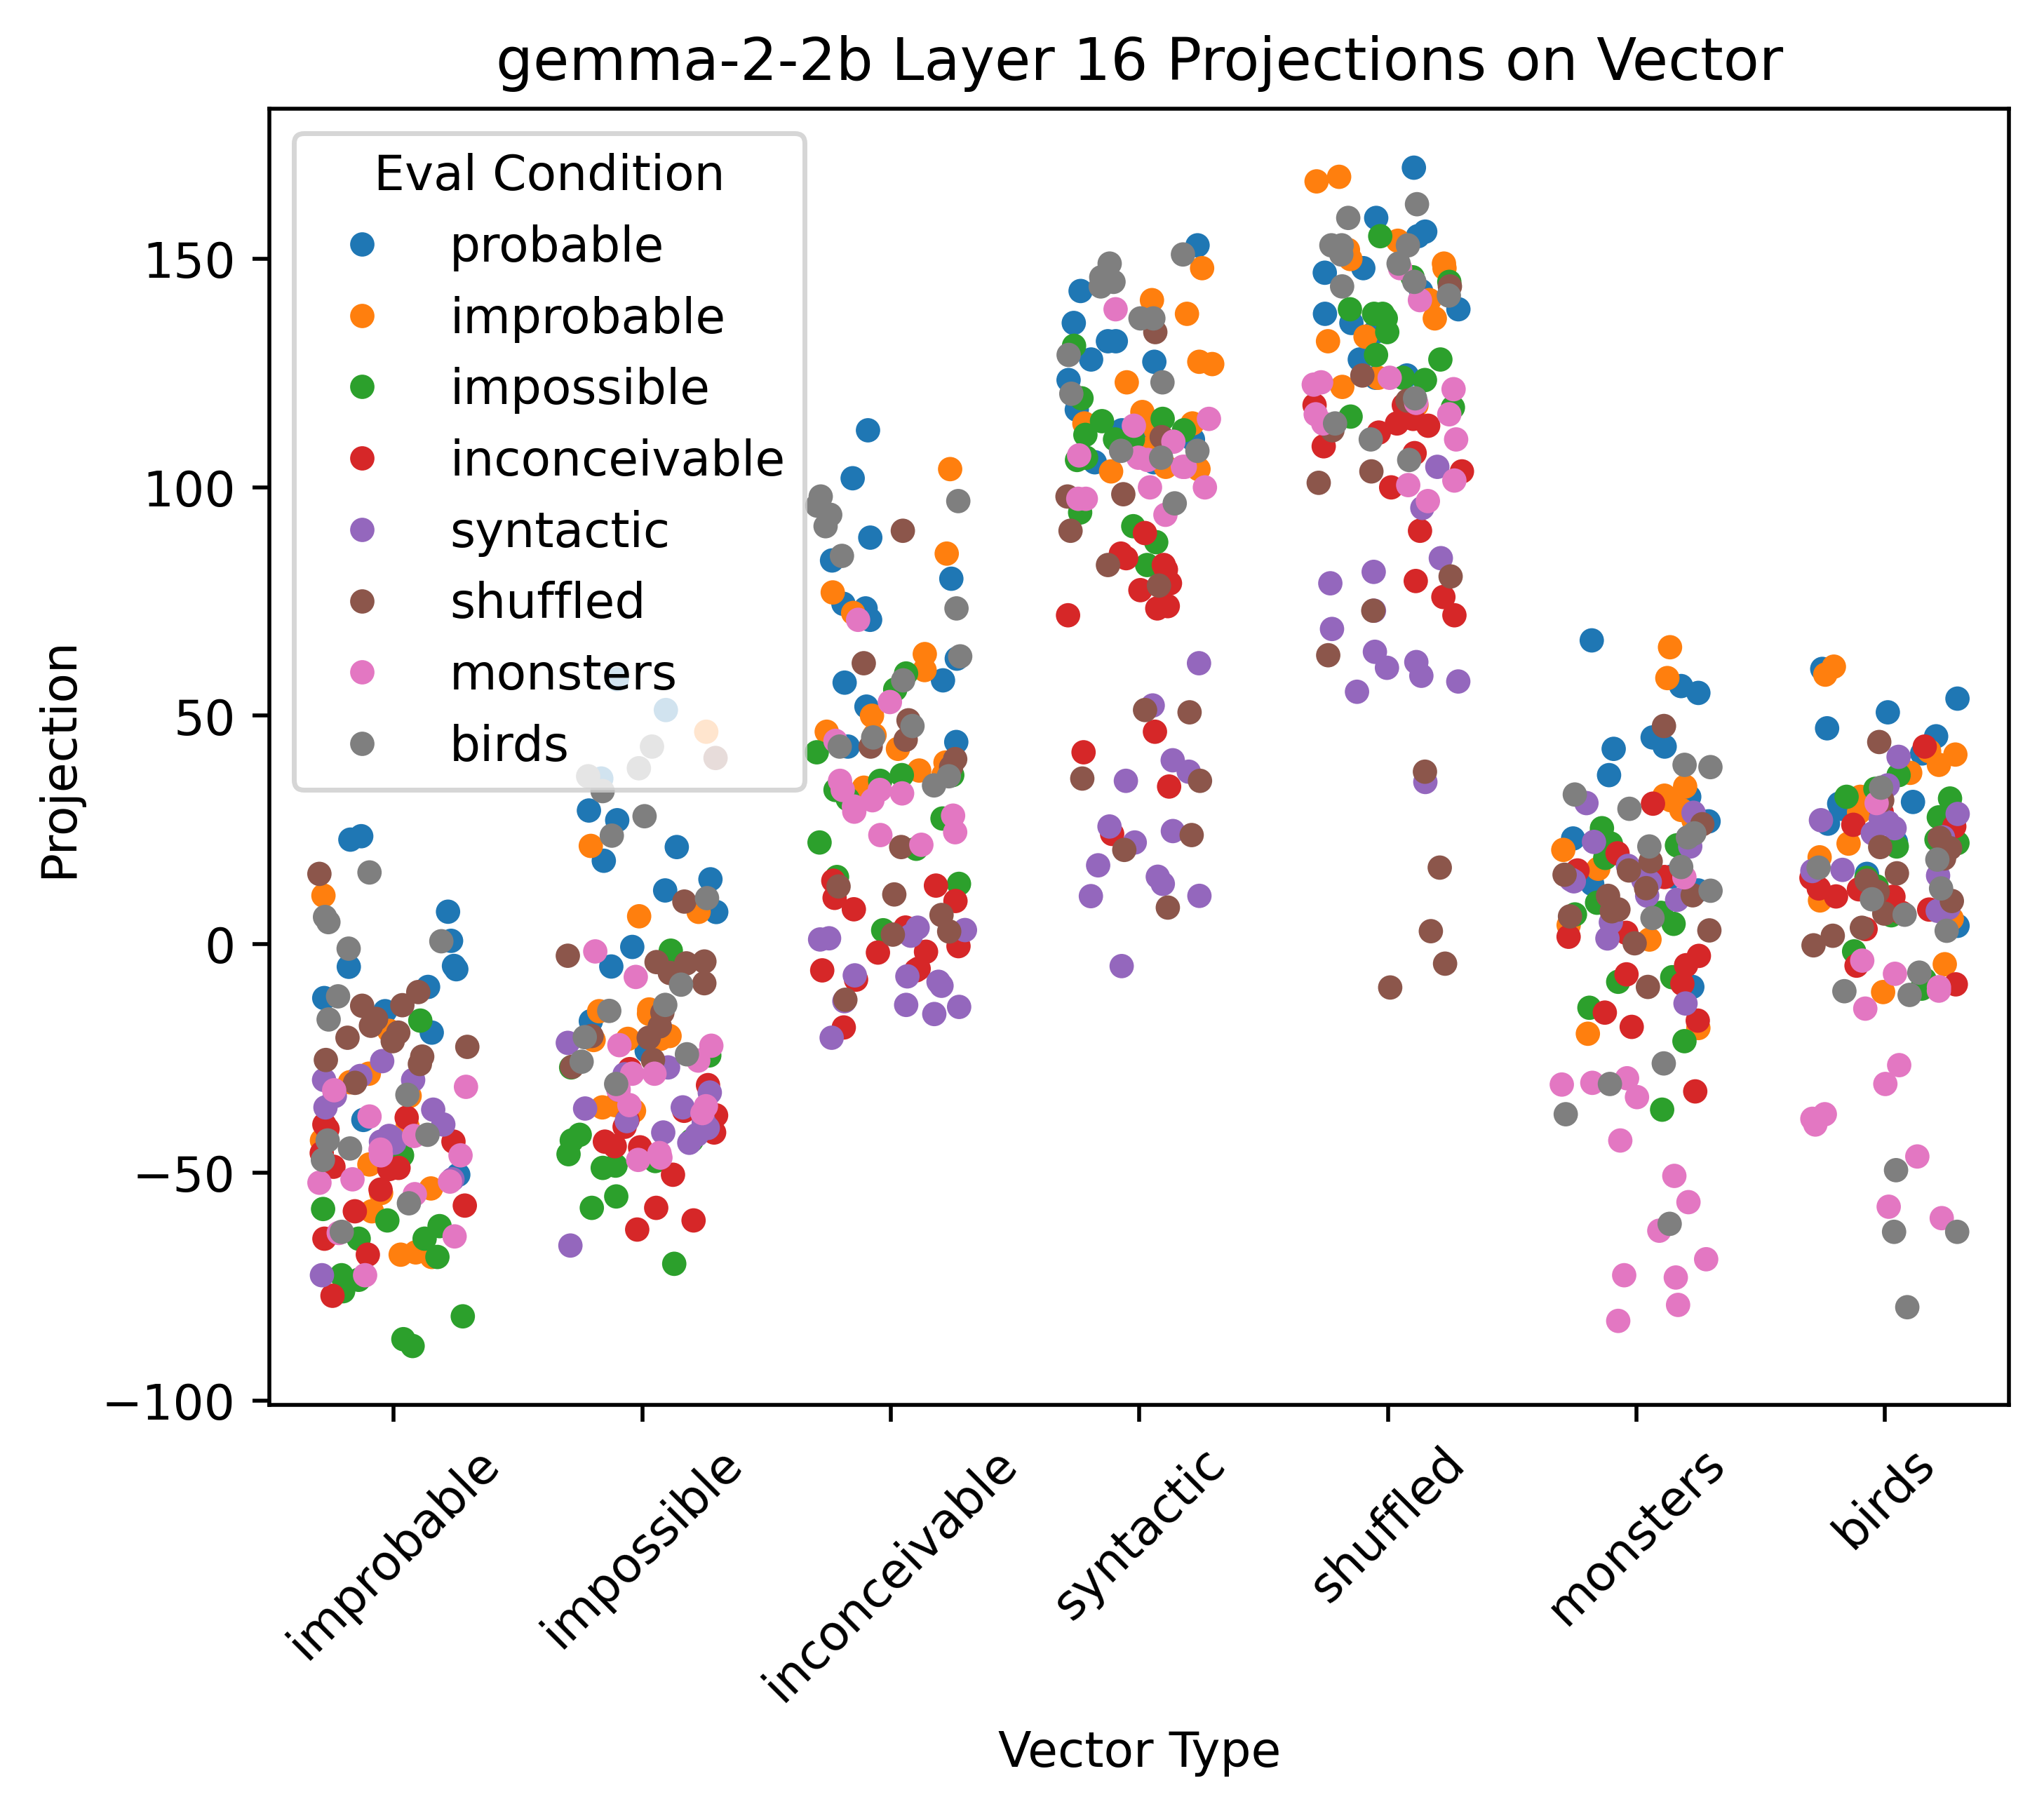 gemma-2-2b Layer 16 Projections on Vector
Eval Condition
probable
improbable
impossible
inconceivable
syntactic
shuffled
monsters
birds
150
100
50
0
−50
−100
Projection
improbable
impossible
inconceivable
syntactic
shuffled
monsters
birds
Vector Type